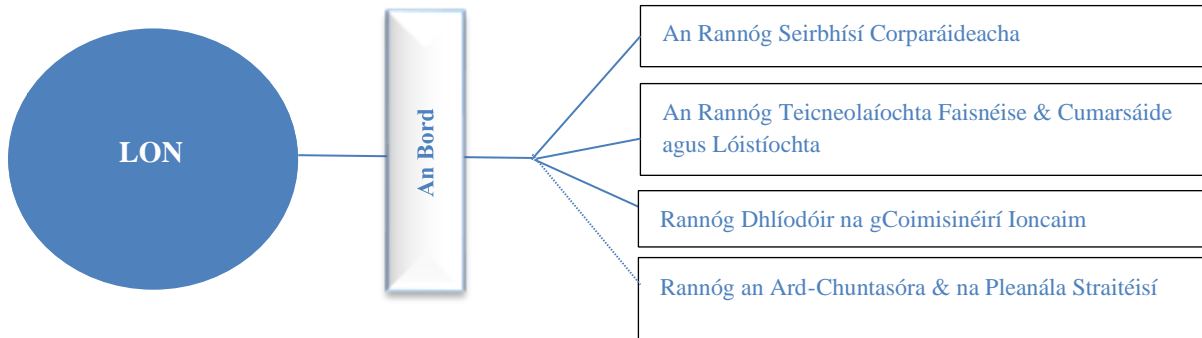 LON
An Bord
An Rannóg Seirbhísí Corparáideacha
An Rannóg Teicneolaíochta Faisnéise & Cumarsáide
agus Lóistíochta
Rannóg Dhlíodóir na gCoimisinéirí Ioncaim
Rannóg an Ard-Chuntasóra & na Pleanála Straitéisí